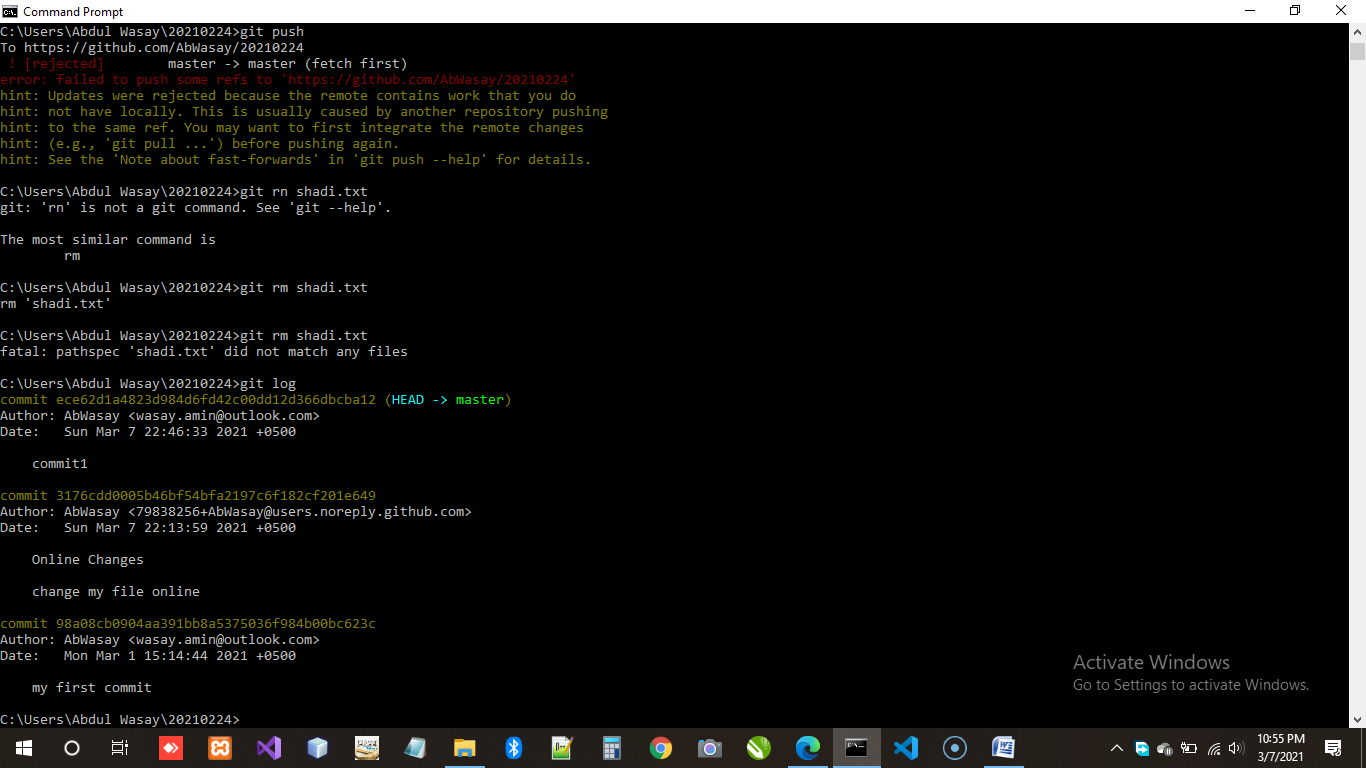 Command Prompt
C:\Users\Abdul Wasay\20210224>git push
To https://github.com/AbWasay/20210224
 ! [rejected]        master -> master (fetch first)
error: failed to push some refs to 'https://github.com/AbWasay/20210224'
hint: Updates were rejected because the remote contains work that you do
hint: not have locally. This is usually caused by another repository pushing
hint: to the same ref. You may want to first integrate the remote changes
hint: (e.g., 'git pull ...') before pushing again.
hint: See the 'Note about fast-forwards' in 'git push --help' for details.
C:\Users\Abdul Wasay\20210224>git rn shadi.txt
git: 'rn' is not a git command. See 'git --help'.
The most similar command is
        rm
C:\Users\Abdul Wasay\20210224>git rm shadi.txt
rm 'shadi.txt'
C:\Users\Abdul Wasay\20210224>git rm shadi.txt
fatal: pathspec 'shadi.txt' did not match any files
C:\Users\Abdul Wasay\20210224>git log
commit ece62d1a4823d984d6fd42c00dd12d366dbcba12 (HEAD -> master)
Author: AbWasay <wasay.amin@outlook.com>
Date:   Sun Mar 7 22:46:33 2021 +0500
    commit1
commit 3176cdd0005b46bf54bfa2197c6f182cf201e649
Author: AbWasay <79838256+AbWasay@users.noreply.github.com>
Date:   Sun Mar 7 22:13:59 2021 +0500
    Online Changes
    change my file online
commit 98a08cb0904aa391bb8a5375036f984b00bc623c
Author: AbWasay <wasay.amin@outlook.com>
Date:   Mon Mar 1 15:14:44 2021 +0500
    my first commit
C:\Users\Abdul Wasay\20210224>
Activate Windows
Go to Settings to activate Windows.
10:55 PM
3/7/2021